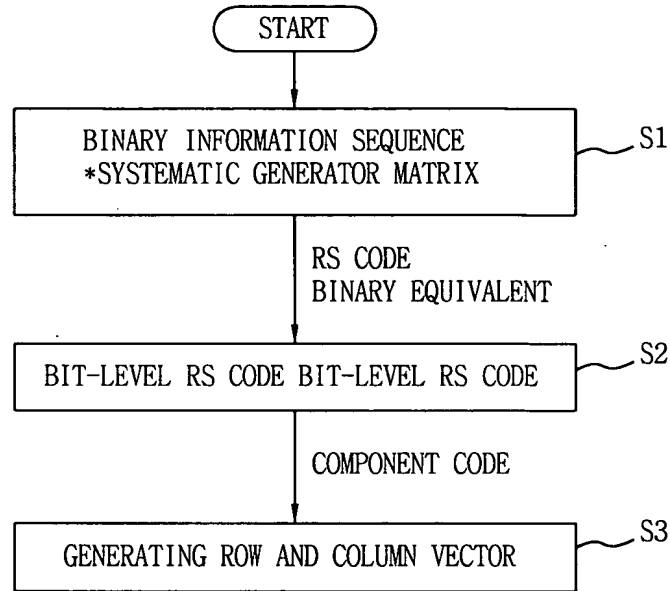 START
BINARY INFORMATION SEQUENCE
*SYSTEMATIC GENERATOR MATRIX
S1
RS CODE
BINARY EQUIVALENT
BIT-LEVEL RS CODE BIT-LEVEL RS CODE
S2
COMPONENT CODE
GENERATING ROW AND COLUMN VECTOR
S3